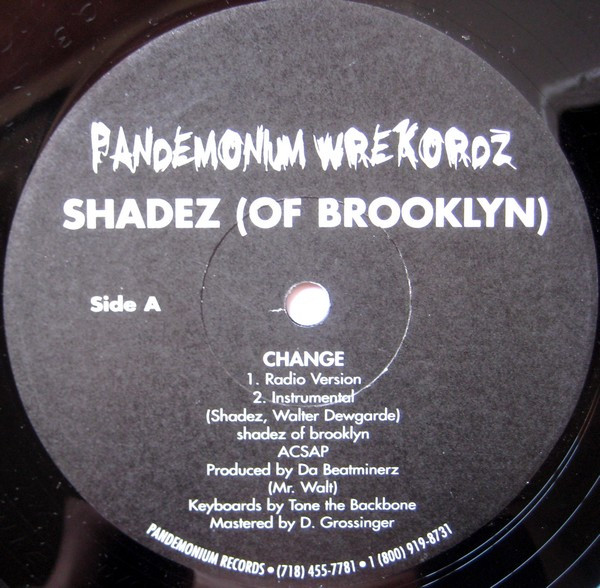 PANDEMONIUM WREKORDZ
SHADEZ (OF BROOKLYN)
Side A
CHANGE
1. Radio Version
2. Instrumental
(Shadez, Walter Dewgarde)
shadez of brooklyn
ACSAP
Produced by Da Beatminerz
(Mr. Walt)
Keyboards by Tone the Backbone
Mastered by D. Grossinger
PANDEMONIUM RECORDS • (718) 455-7781 • 1 (800) 919-8731